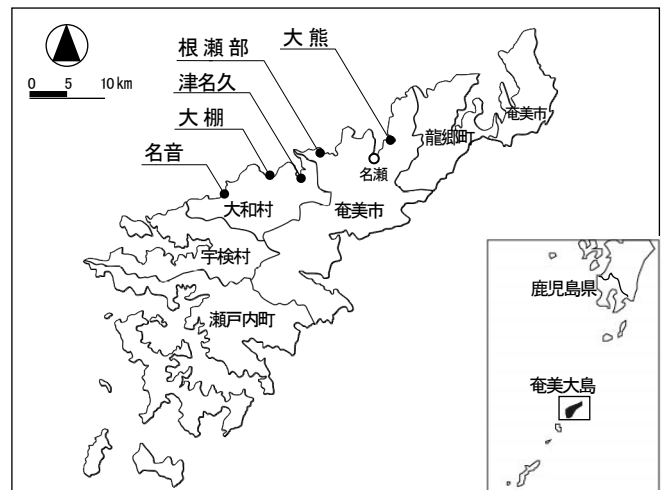 大熊
根瀬部
津名久
大棚
名音
0 5 10km
奄美市
龍郷町
名瀬
大和村
奄美市
宇検村
瀬戸内町
鹿児島県
奄美大島